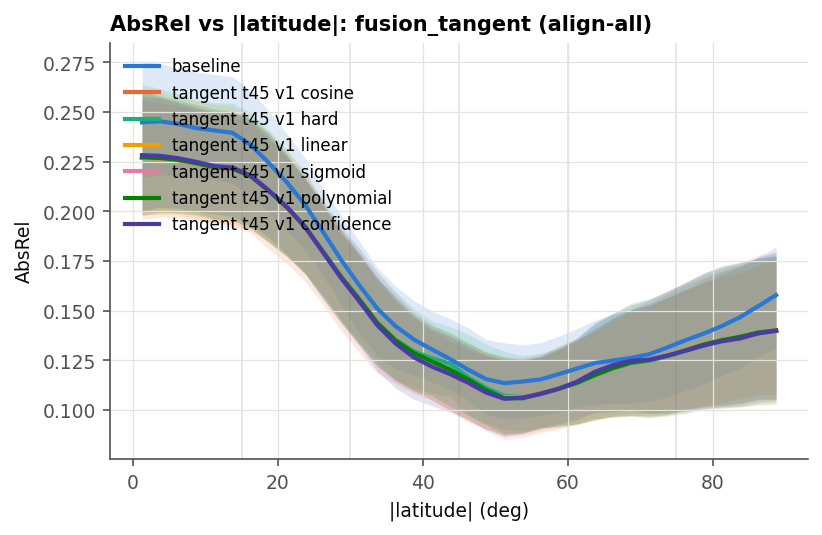 AbsRel vs |latitude|: fusion_tangent (align-all)
0.275
0.250
0.225
0.200
0.175
0.150
0.125
0.100
AbsRel
baseline
tangent t45 v1 cosine
tangent t45 v1 hard
tangent t45 v1 linear
tangent t45 v1 sigmoid
tangent t45 v1 polynomial
tangent t45 v1 confidence
0
20
40
60
80
|latitude| (deg)